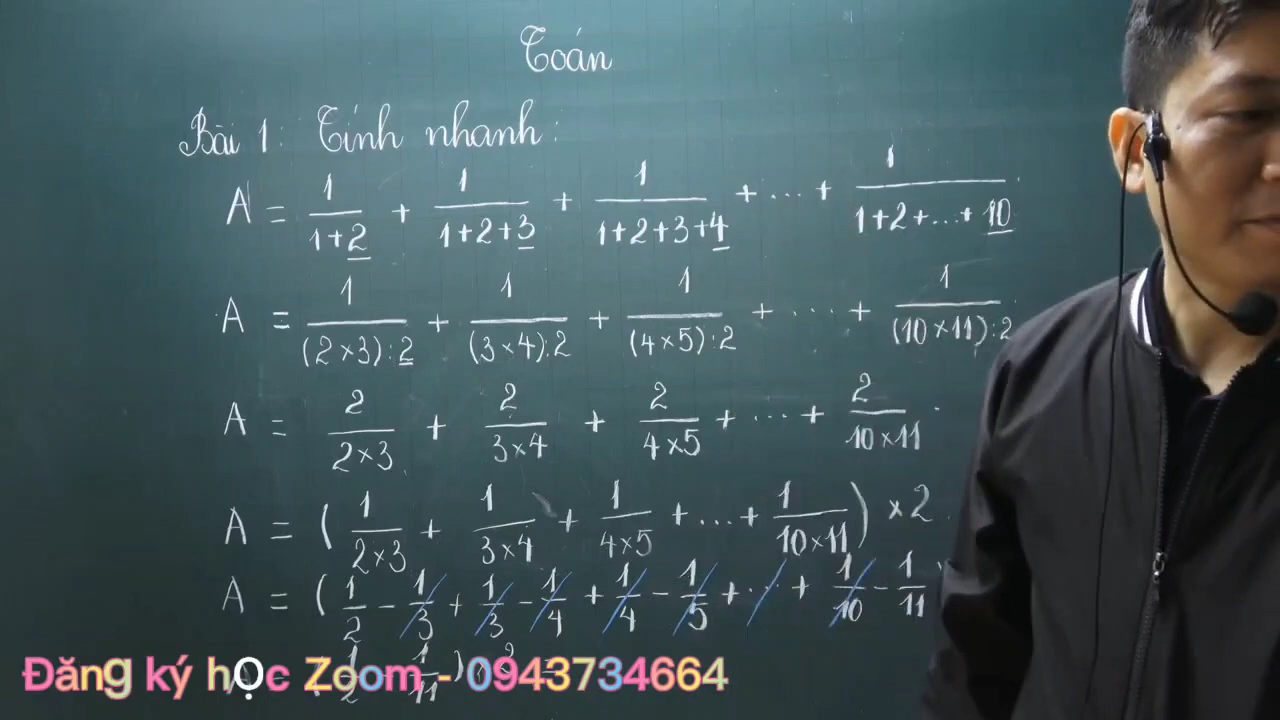 Toán
Bài 1: Tính nhanh:
A = 1/(1+2) + 1/(1+2+3) + 1/(1+2+3+4) + ... + 1/(1+2+...+10)
A = 1/((2×3):2) + 1/((3×4):2) + 1/((4×5):2) + ... + 1/((10×11):2)
A = 2/(2×3) + 2/(3×4) + 2/(4×5) + ... + 2/(10×11)
A = (1/(2×3) + 1/(3×4) + 1/(4×5) + ... + 1/(10×11)) ×2
A = (1/2 - 1/3 + 1/3 - 1/4 + 1/4 - 1/5 + ... + 1/10 - 1/11
Đăng ký học Zoom - 0943734664